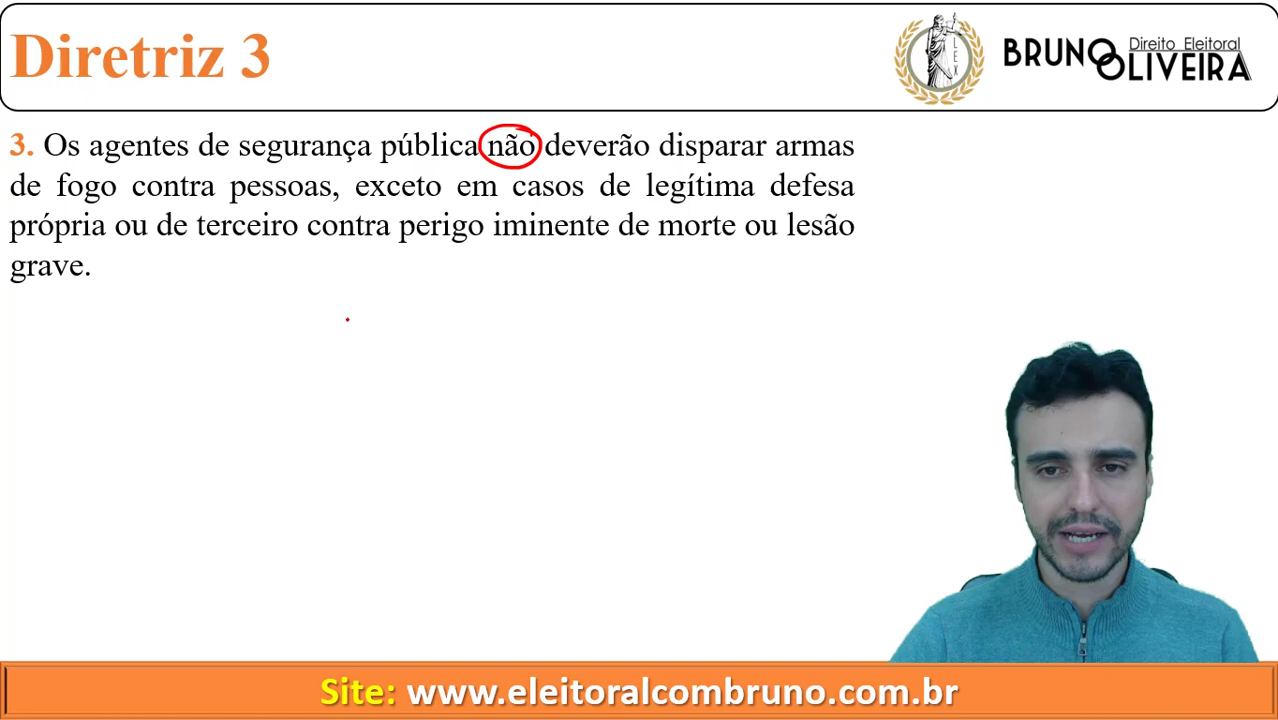 Diretriz 3
LEX
BRUNO Direito Eleitoral
OLIVEIRA
3. Os agentes de segurança pública não deverão disparar armas
de fogo contra pessoas, exceto em casos de legítima defesa
própria ou de terceiro contra perigo iminente de morte ou lesão
grave.
Site: www.eleitoralcombruno.com.br